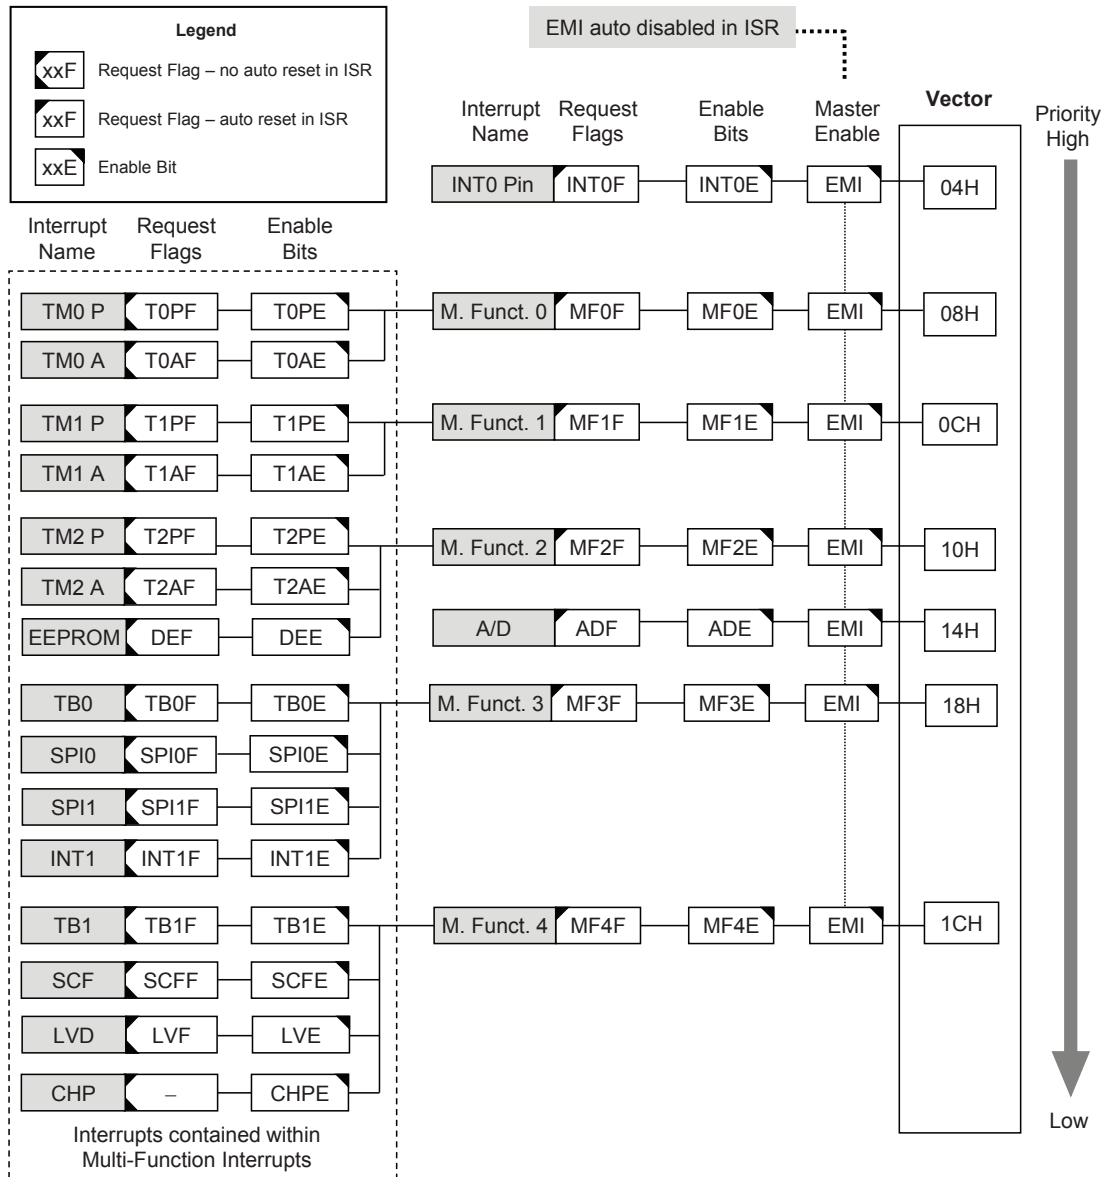 Legend
xxF Request Flag – no auto reset in ISR
xxF Request Flag – auto reset in ISR
xxE Enable Bit
EMI auto disabled in ISR
Interrupt Name Request Flags Enable Bits Master Enable Vector Priority High
INT0 Pin INT0F INT0E EMI 04H
Interrupt Name Request Flags Enable Bits
TM0 P T0PF T0PE M. Funct. 0 MF0F MF0E EMI 08H
TM0 A T0AF T0AE
TM1 P T1PF T1PE M. Funct. 1 MF1F MF1E EMI 0CH
TM1 A T1AF T1AE
TM2 P T2PF T2PE M. Funct. 2 MF2F MF2E EMI 10H
TM2 A T2AF T2AE
EEPROM DEF DEE A/D ADF ADE EMI 14H
TB0 TB0F TB0E M. Funct. 3 MF3F MF3E EMI 18H
SPI0 SPI0F SPI0E
SPI1 SPI1F SPI1E
INT1 INT1F INT1E
TB1 TB1F TB1E M. Funct. 4 MF4F MF4E EMI 1CH
SCF SCFF SCFE
LVD LVF LVE
CHP – CHPE
Low
Interrupts contained within
Multi-Function Interrupts